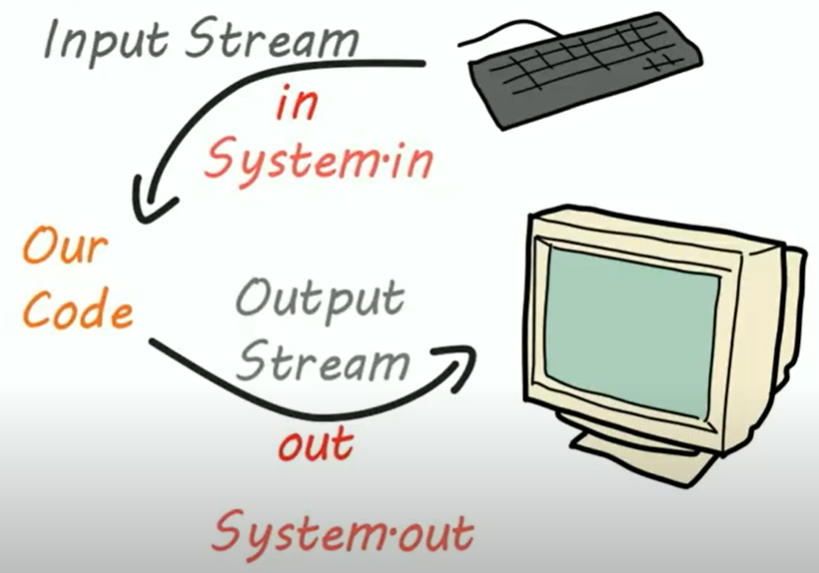 Input Stream
in
System.in
Our
Code
Output
Stream
out
System.out